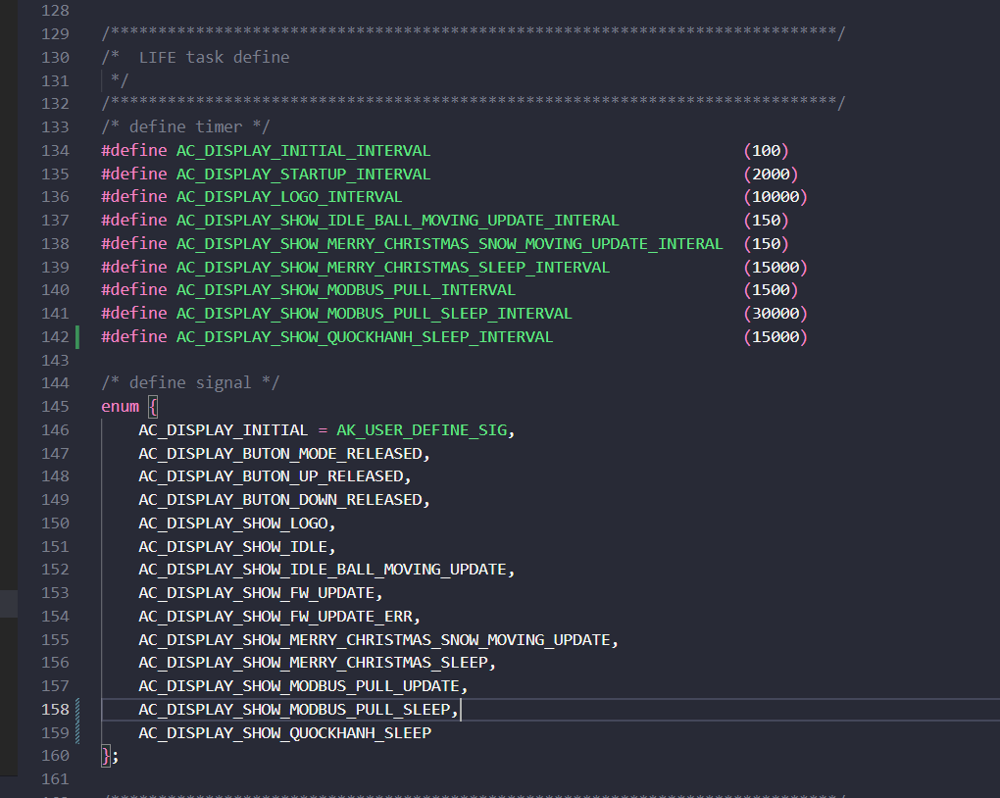 128
129 /*****************************************************************************/
130 /*  LIFE task define
131  */
132 /*****************************************************************************/
133 /* define timer */
134 #define AC_DISPLAY_INITIAL_INTERVAL (100)
135 #define AC_DISPLAY_STARTUP_INTERVAL (2000)
136 #define AC_DISPLAY_LOGO_INTERVAL (10000)
137 #define AC_DISPLAY_SHOW_IDLE_BALL_MOVING_UPDATE_INTERAL (150)
138 #define AC_DISPLAY_SHOW_MERRY_CHRISTMAS_SNOW_MOVING_UPDATE_INTERAL (150)
139 #define AC_DISPLAY_SHOW_MERRY_CHRISTMAS_SLEEP_INTERVAL (15000)
140 #define AC_DISPLAY_SHOW_MODBUS_PULL_INTERVAL (1500)
141 #define AC_DISPLAY_SHOW_MODBUS_PULL_SLEEP_INTERVAL (30000)
142 #define AC_DISPLAY_SHOW_QUOCKHANH_SLEEP_INTERVAL (15000)
143
144 /* define signal */
145 enum {
146     AC_DISPLAY_INITIAL = AK_USER_DEFINE_SIG,
147     AC_DISPLAY_BUTON_MODE_RELEASED,
148     AC_DISPLAY_BUTON_UP_RELEASED,
149     AC_DISPLAY_BUTON_DOWN_RELEASED,
150     AC_DISPLAY_SHOW_LOGO,
151     AC_DISPLAY_SHOW_IDLE,
152     AC_DISPLAY_SHOW_IDLE_BALL_MOVING_UPDATE,
153     AC_DISPLAY_SHOW_FW_UPDATE,
154     AC_DISPLAY_SHOW_FW_UPDATE_ERR,
155     AC_DISPLAY_SHOW_MERRY_CHRISTMAS_SNOW_MOVING_UPDATE,
156     AC_DISPLAY_SHOW_MERRY_CHRISTMAS_SLEEP,
157     AC_DISPLAY_SHOW_MODBUS_PULL_UPDATE,
158     AC_DISPLAY_SHOW_MODBUS_PULL_SLEEP,
159     AC_DISPLAY_SHOW_QUOCKHANH_SLEEP
160 };
161